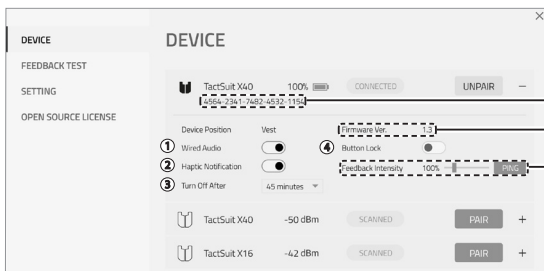 DEVICE
FEEDBACK TEST
SETTING
OPEN SOURCE LICENSE
DEVICE
TactSuit X40 100% CONNECTED UNPAIR −
4564-2341-7482-4532-1154
Device Position Vest Firmware Ver. 1.3
① Wired Audio ④ Button Lock
② Haptic Notification Feedback Intensity 100% PING
③ Turn Off After 45 minutes
TactSuit X40 -50 dBm SCANNED PAIR +
TactSuit X16 -42 dBm SCANNED PAIR +